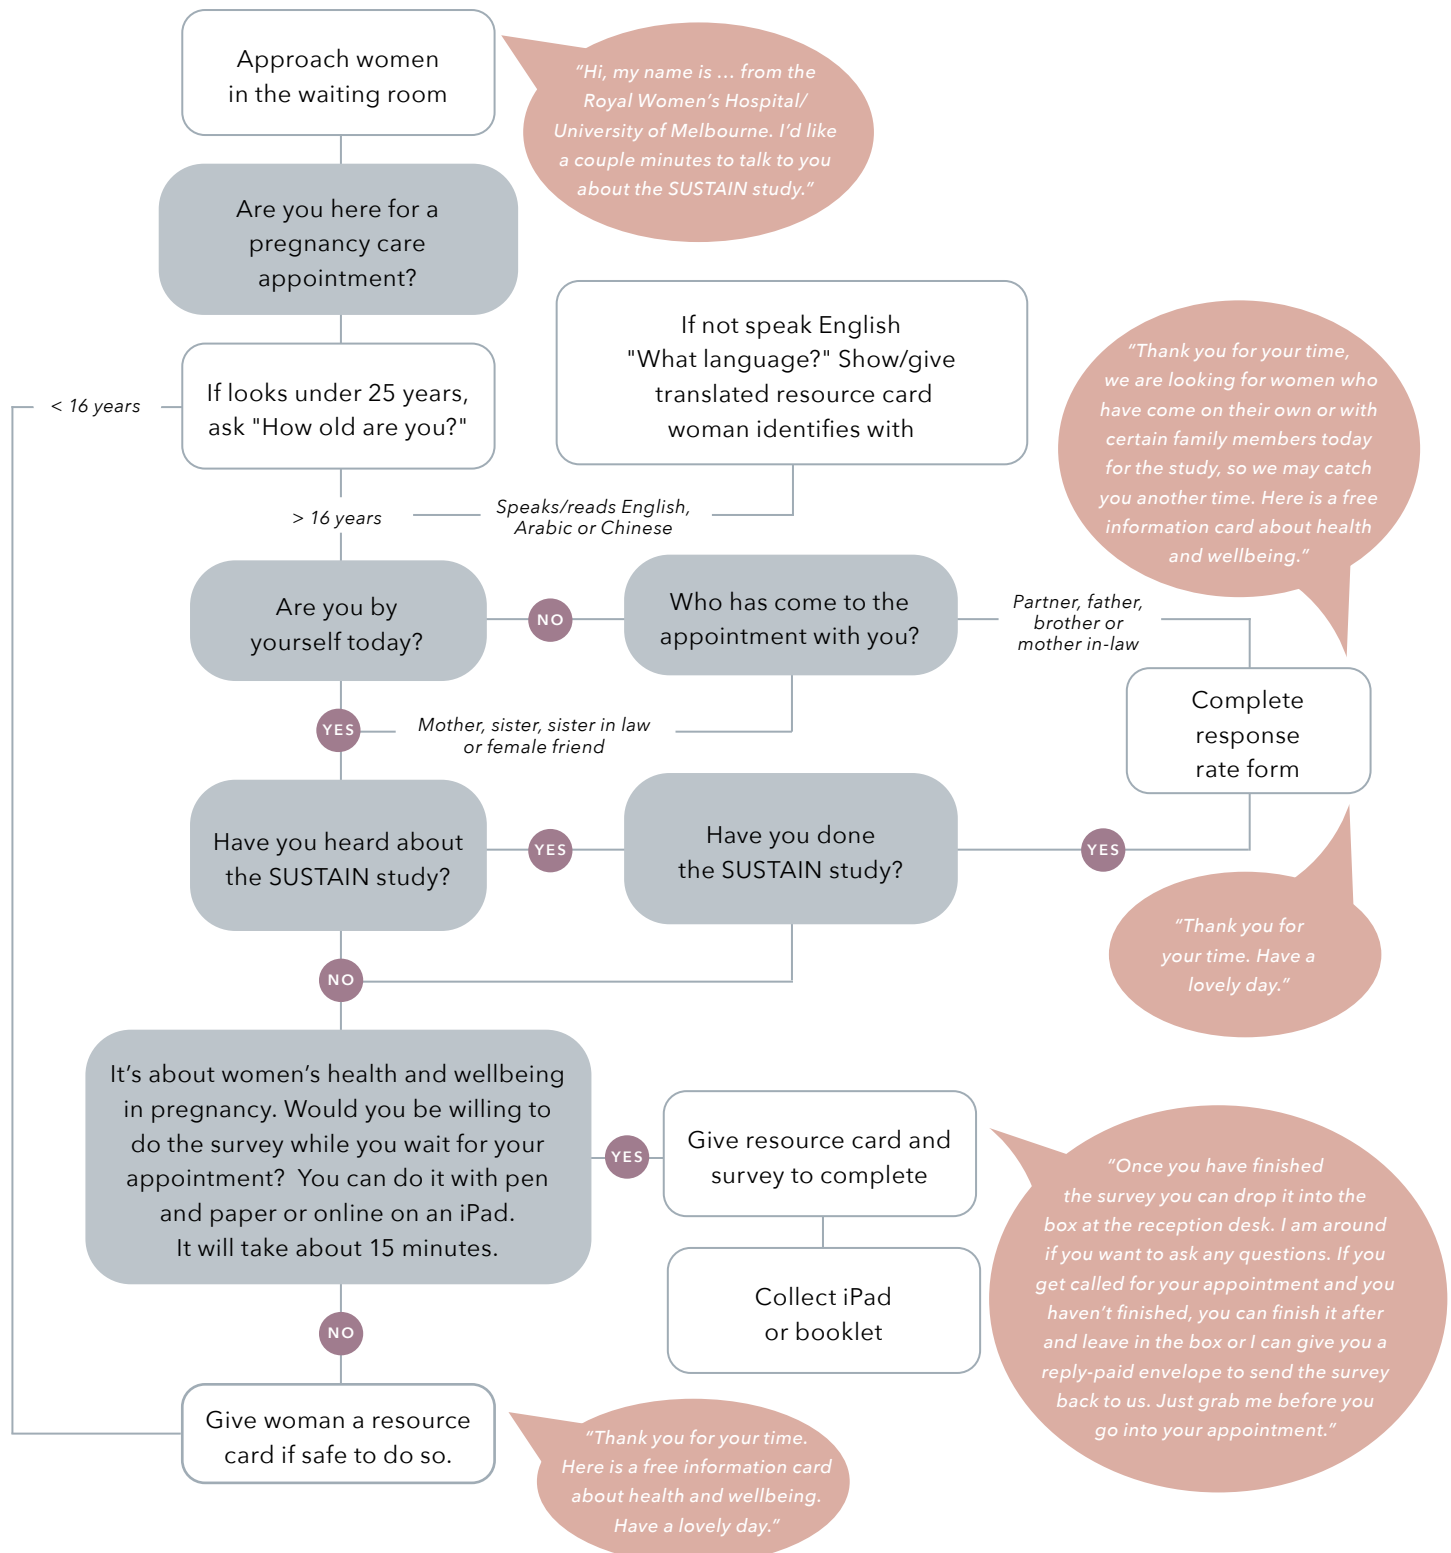 Approach women
in the waiting room
“Hi, my name is ... from the
Royal Women’s Hospital/
University of Melbourne. I’d like
a couple minutes to talk to you
about the SUSTAIN study.”
Are you here for a
pregnancy care
appointment?
If not speak English
"What language?" Show/give
translated resource card
woman identifies with
< 16 years
If looks under 25 years,
ask "How old are you?"
“Thank you for your time,
we are looking for women who
have come on their own or with
certain family members today
for the study, so we may catch
you another time. Here is a free
information card about health
and wellbeing.”
> 16 years
Speaks/reads English,
Arabic or Chinese
Are you by
yourself today?
NO
Who has come to the
appointment with you?
Partner, father,
brother or
mother in-law
YES
Mother, sister, sister in law
or female friend
Complete
response
rate form
Have you heard about
the SUSTAIN study?
YES
Have you done
the SUSTAIN study?
YES
“Thank you for
your time. Have a
lovely day.”
NO
It’s about women’s health and wellbeing
in pregnancy. Would you be willing to
do the survey while you wait for your
appointment?  You can do it with pen
and paper or online on an iPad.
It will take about 15 minutes.
YES
Give resource card and
survey to complete
Collect iPad
or booklet
“Once you have finished
the survey you can drop it into the
box at the reception desk. I am around
if you want to ask any questions. If you
get called for your appointment and you
haven’t finished, you can finish it after
and leave in the box or I can give you a
reply-paid envelope to send the survey
back to us. Just grab me before you
go into your appointment.”
NO
Give woman a resource
card if safe to do so.
“Thank you for your time.
Here is a free information card
about health and wellbeing.
Have a lovely day.”